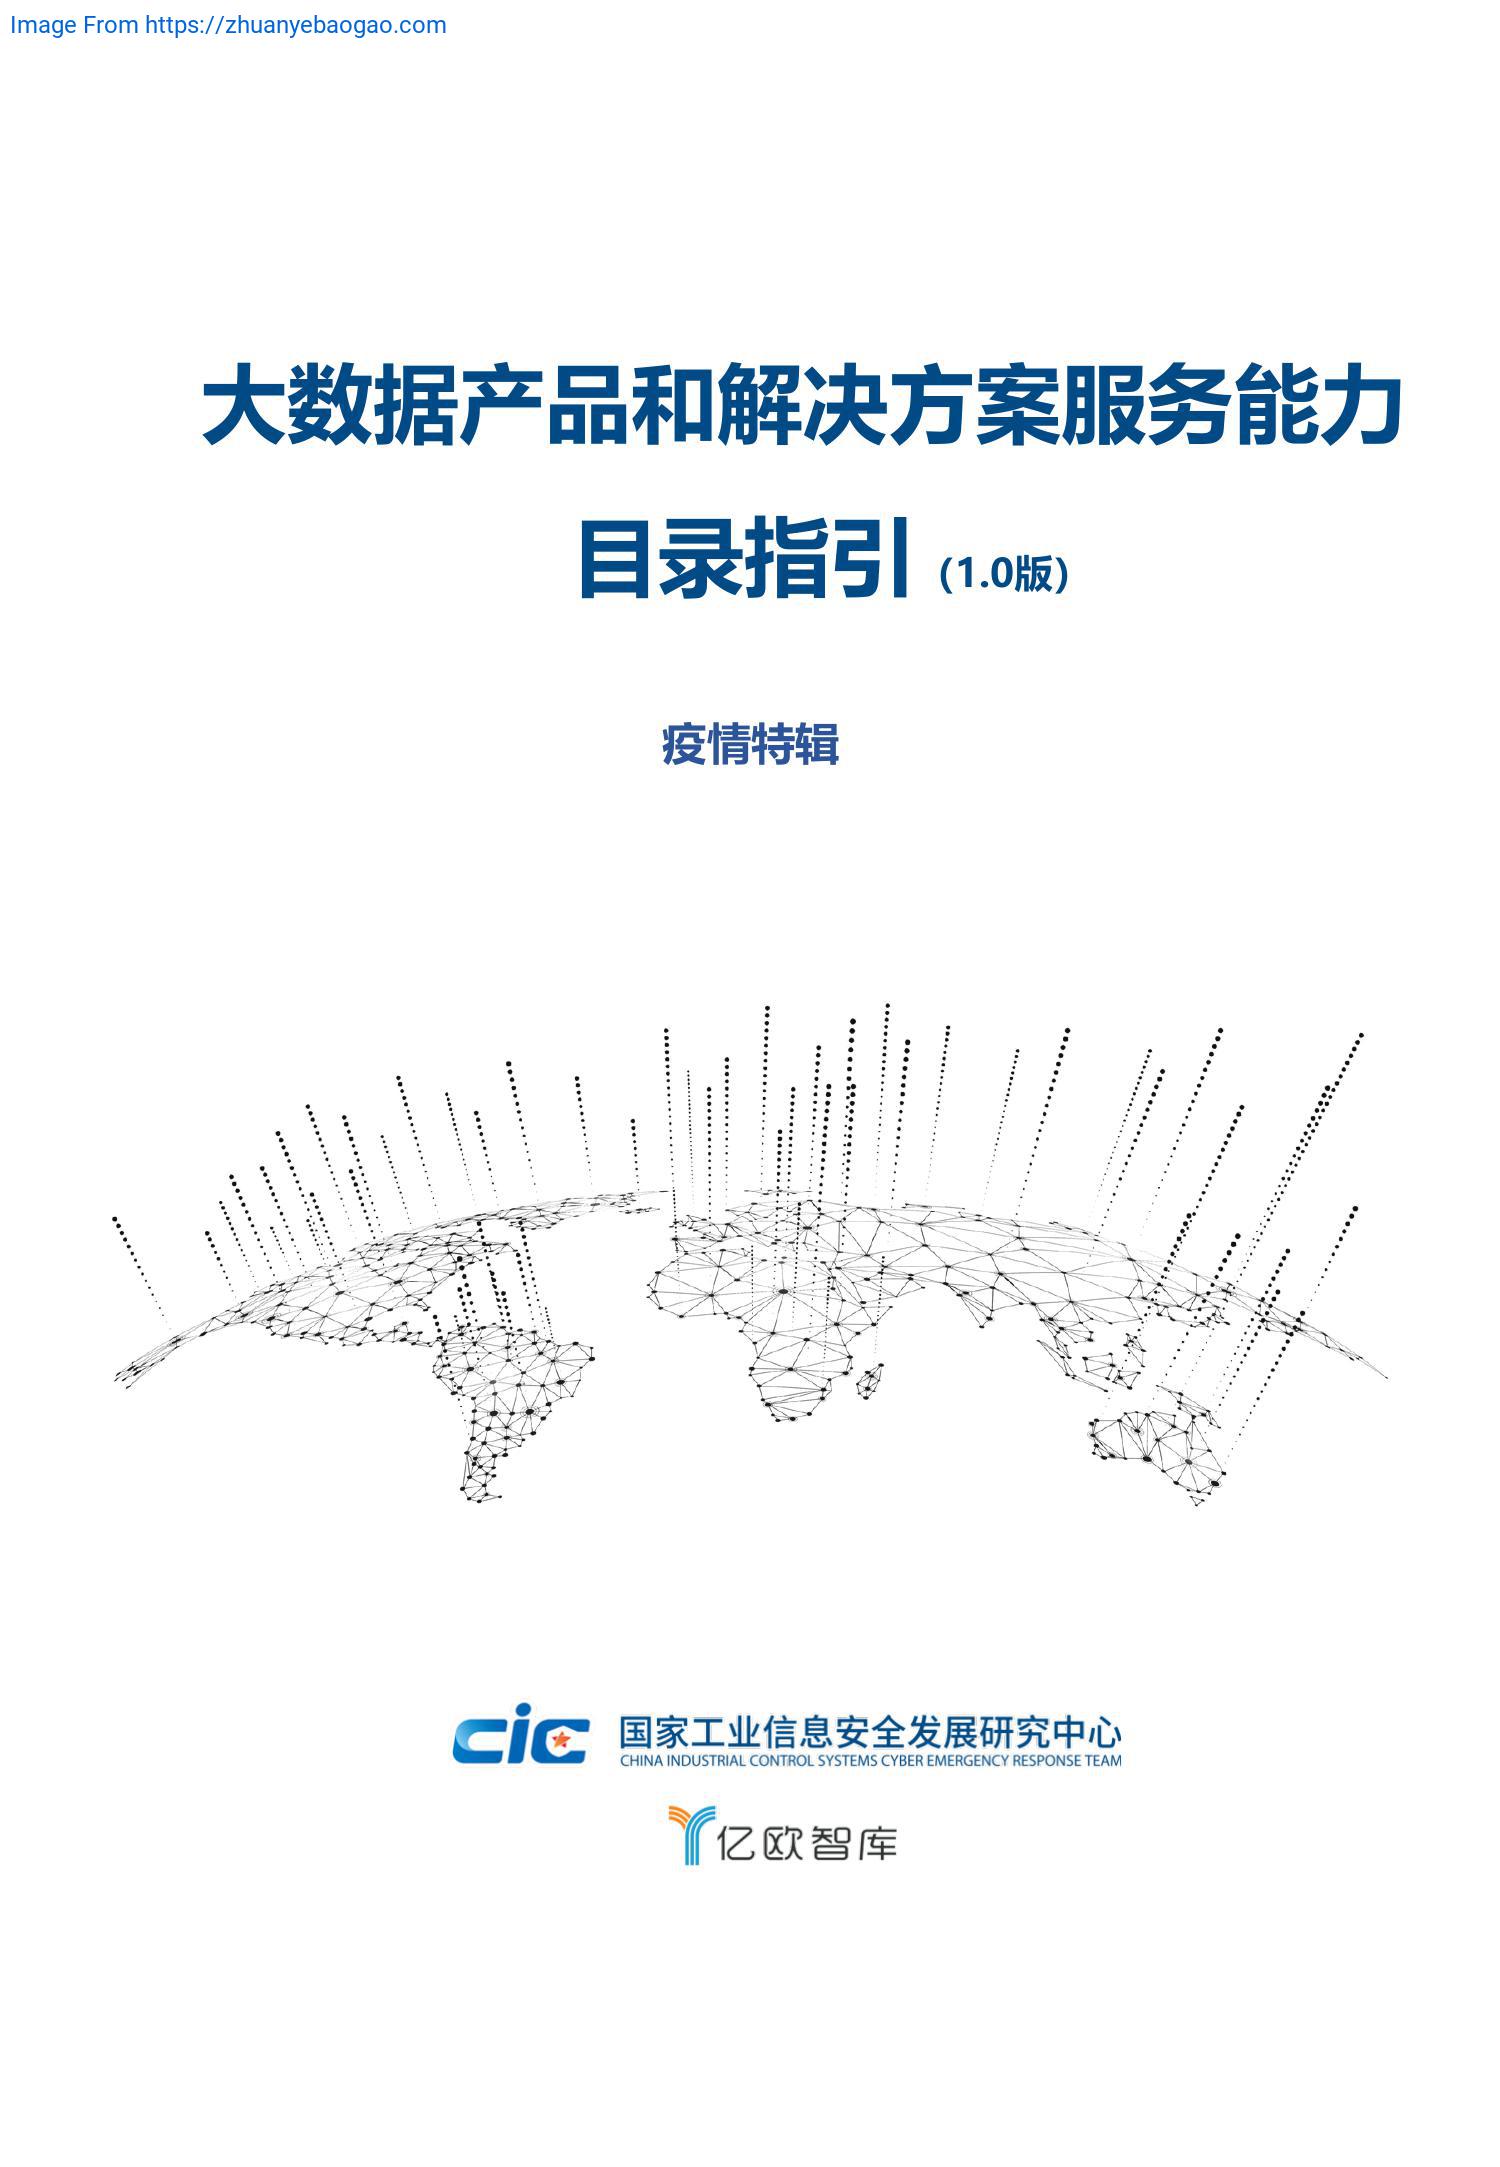 Image From https://zhuanyebaogao.com
大数据产品和解决方案服务能力
目录指引 (1.0版)
疫情特辑
cic 国家工业信息安全发展研究中心
CHINA INDUSTRIAL CONTROL SYSTEMS CYBER EMERGENCY RESPONSE TEAM
亿欧智库